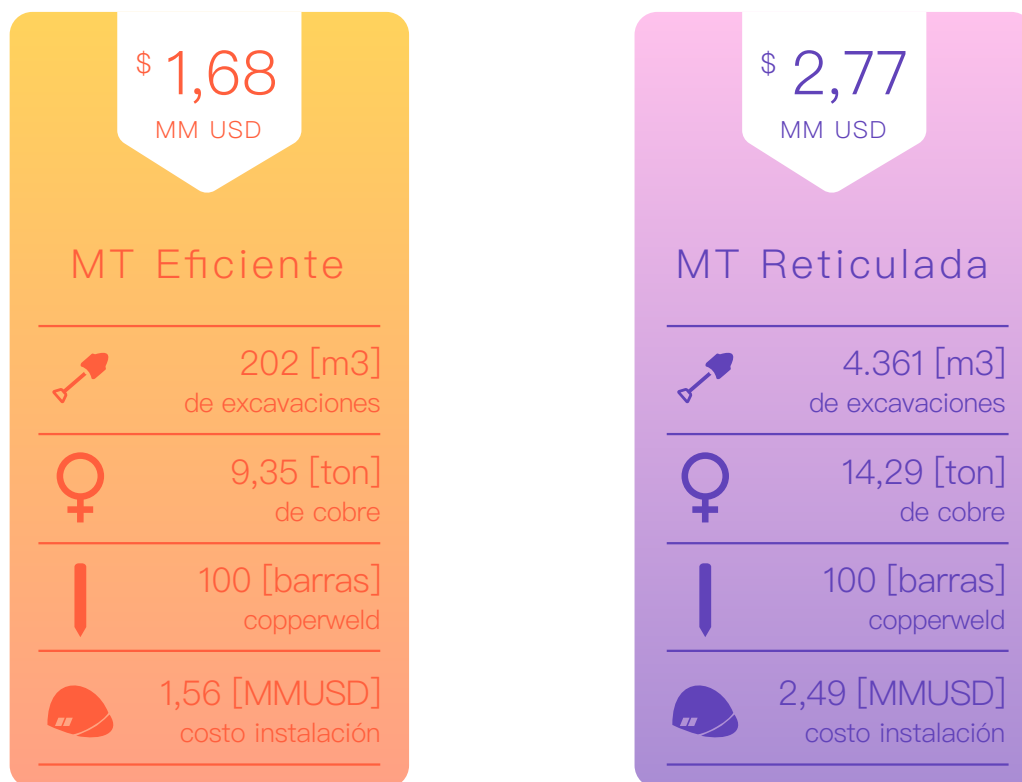 $ 1,68
MM USD
MT Eficiente
202 [m3]
de excavaciones
9,35 [ton]
de cobre
100 [barras]
copperweld
1,56 [MMUSD]
costo instalación
$ 2,77
MM USD
MT Reticulada
4.361 [m3]
de excavaciones
14,29 [ton]
de cobre
100 [barras]
copperweld
2,49 [MMUSD]
costo instalación